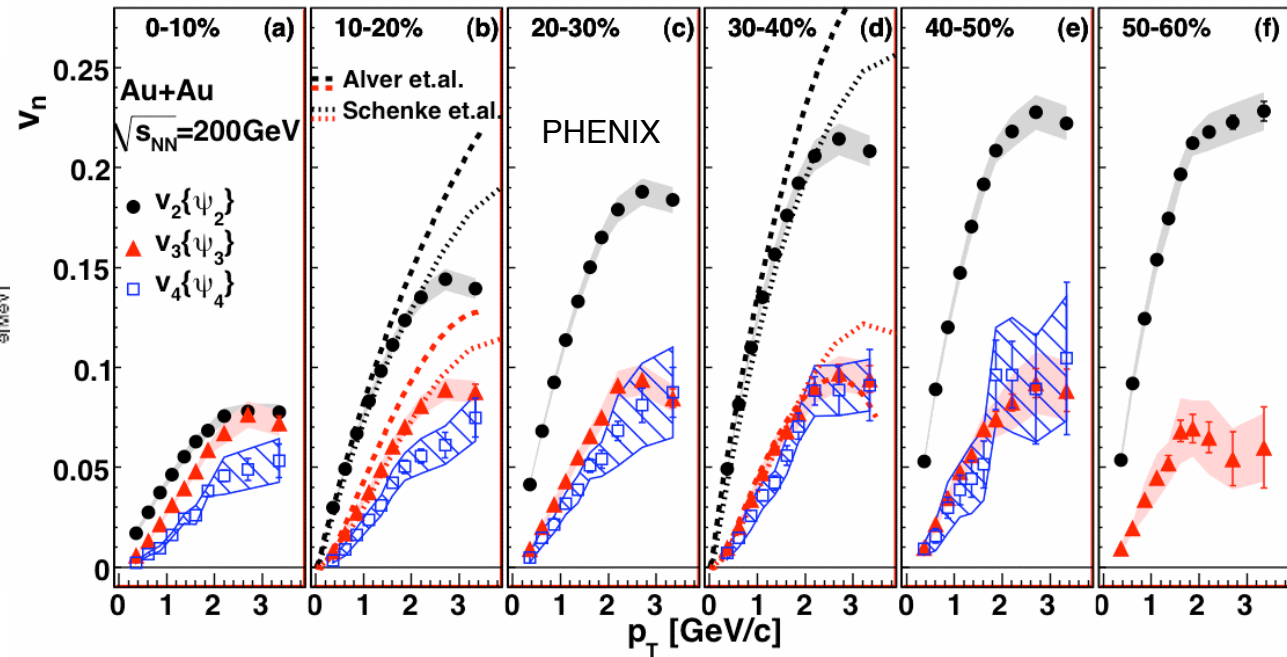 0-10% (a)
10-20% (b)
20-30% (c)
30-40% (d)
40-50% (e)
50-60% (f)
v_n
0.25
0.2
0.15
0.1
0.05
0
Au+Au
√s_NN=200GeV
v_2{ψ_2}
v_3{ψ_3}
v_4{ψ_4}
Alver et.al.
Schenke et.al.
PHENIX
0 1 2 3
0 1 2 3
0 1 2 3
0 1 2 3
0 1 2 3
0 1 2 3
p_T [GeV/c]